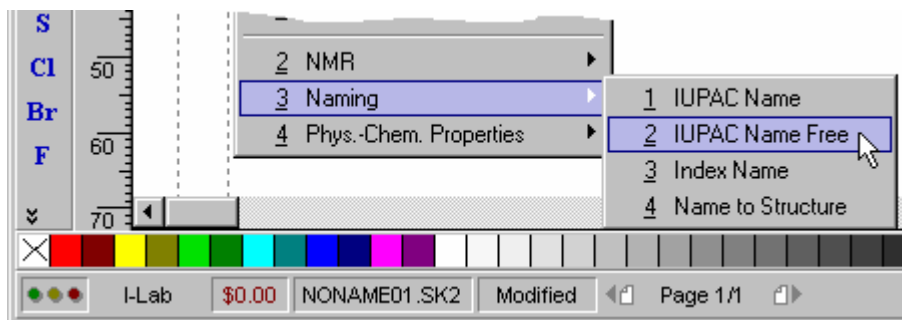 S
Cl
Br
F
50
60
70
2 NMR
3 Naming
4 Phys.-Chem. Properties
1 IUPAC Name
2 IUPAC Name Free
3 Index Name
4 Name to Structure
I-Lab $0.00 NONAME01.SK2 Modified Page 1/1